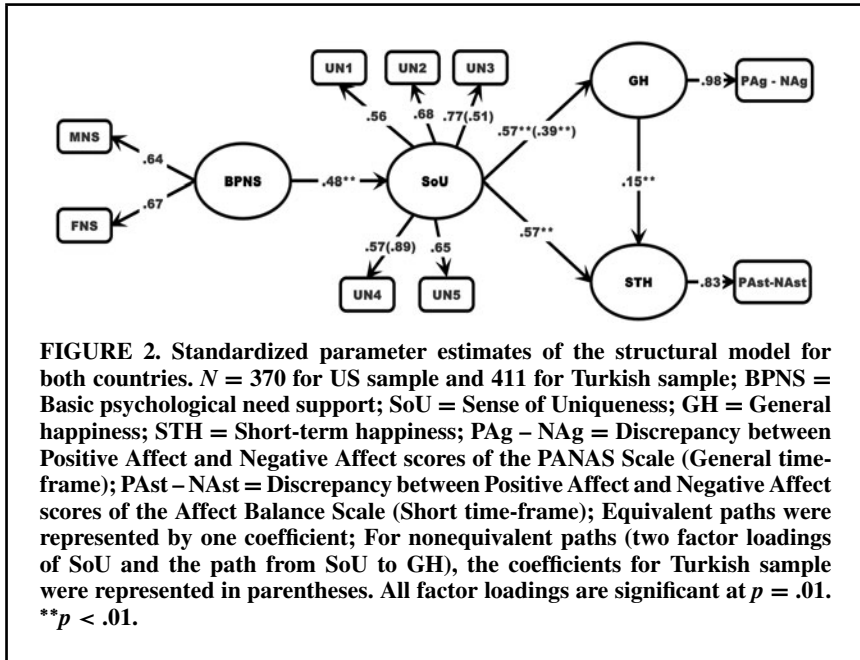 UN1 UN2 UN3 GH .98 PAg - NAg
.56 .68 .77(.51)
.57**(.39**)
MNS
.64
BPNS .48** SoU .15**
.67
FNS
.57**
.57(.89) .65
UN4 UN5 STH .83 PAst-NAst
FIGURE 2. Standardized parameter estimates of the structural model for
both countries. N = 370 for US sample and 411 for Turkish sample; BPNS =
Basic psychological need support; SoU = Sense of Uniqueness; GH = General
happiness; STH = Short-term happiness; PAg – NAg = Discrepancy between
Positive Affect and Negative Affect scores of the PANAS Scale (General time-
frame); PAst – NAst = Discrepancy between Positive Affect and Negative Affect
scores of the Affect Balance Scale (Short time-frame); Equivalent paths were
represented by one coefficient; For nonequivalent paths (two factor loadings
of SoU and the path from SoU to GH), the coefficients for Turkish sample
were represented in parentheses. All factor loadings are significant at p = .01.
**p < .01.